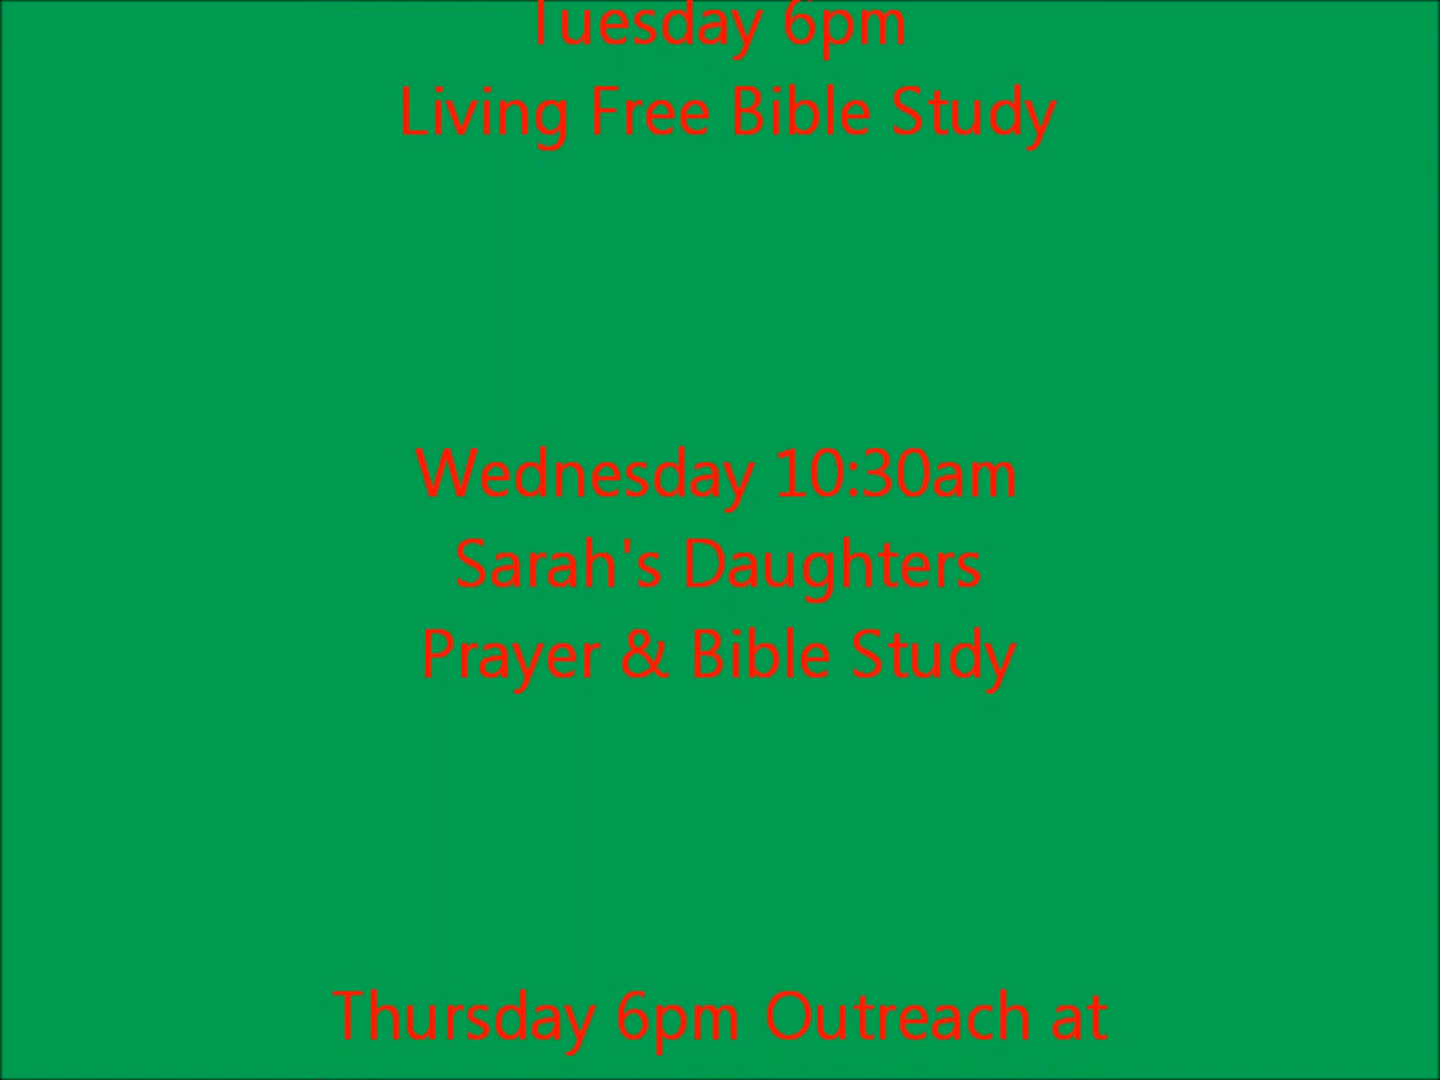 Tuesday 6pm
Living Free Bible Study
Wednesday 10:30am
Sarah's Daughters
Prayer & Bible Study
Thursday 6pm Outreach at